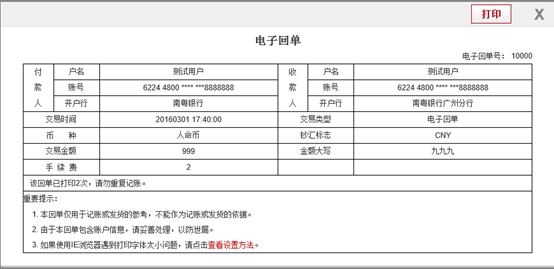 打印 X
电子回单
电子回单号： 10000
付款人 户名 测试用户 收款人 户名 测试用户
账号 6224 4800 **** ***8888888 账号 6224 4800 **** ***8888888
开户行 南粤银行 开户行 南粤银行广州分行
交易时间 20160301 17:40:00 交易类型 电子回单
币 种 人命币 钞汇标志 CNY
交易金额 999 金额大写 九九九
手 续 费 2
该回单已打印2次，请勿重复记账。
重要提示：
1. 本回单仅用于记账或发货的参考，不能作为记账或发货的依据。
2. 由于本回单包含账户信息，请妥善处理，以防泄露。
3. 如果使用IE浏览器遇到打印字体太小问题，请点击查看设置方法。